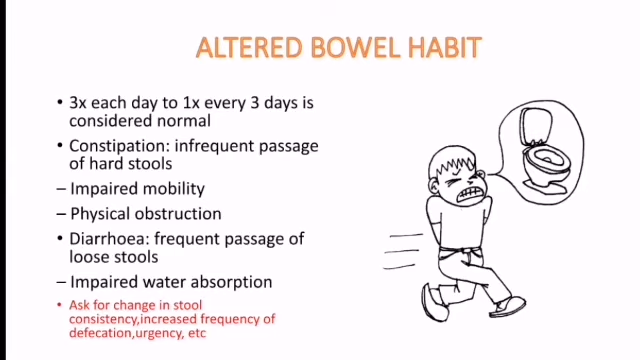 ALTERED BOWEL HABIT
• 3x each day to 1x every 3 days is
considered normal
• Constipation: infrequent passage
of hard stools
– Impaired mobility
– Physical obstruction
• Diarrhoea: frequent passage of
loose stools
– Impaired water absorption
• Ask for change in stool
consistency,increased frequency of
defecation,urgency, etc